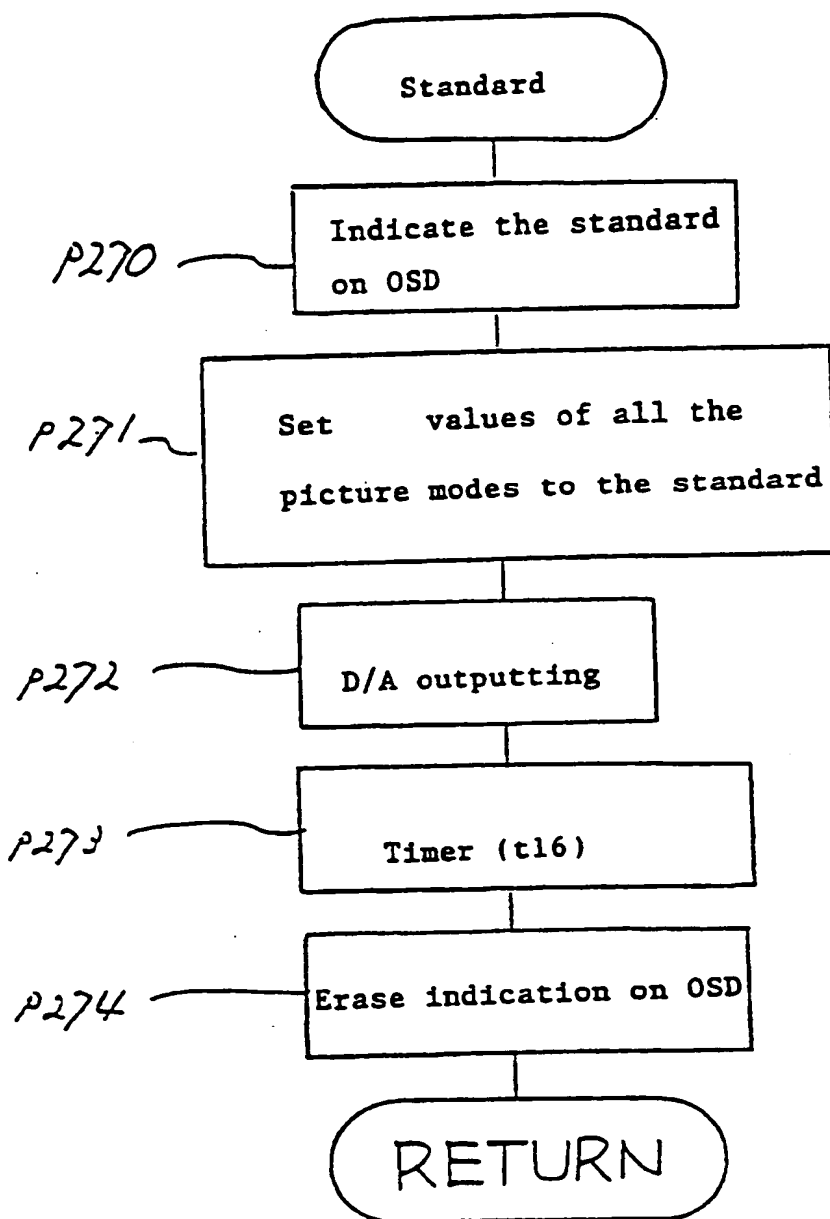 Standard
P270
Indicate the standard
on OSD
P271
Set values of all the
picture modes to the standard
P272
D/A outputting
P273
Timer (t16)
P274
Erase indication on OSD
RETURN